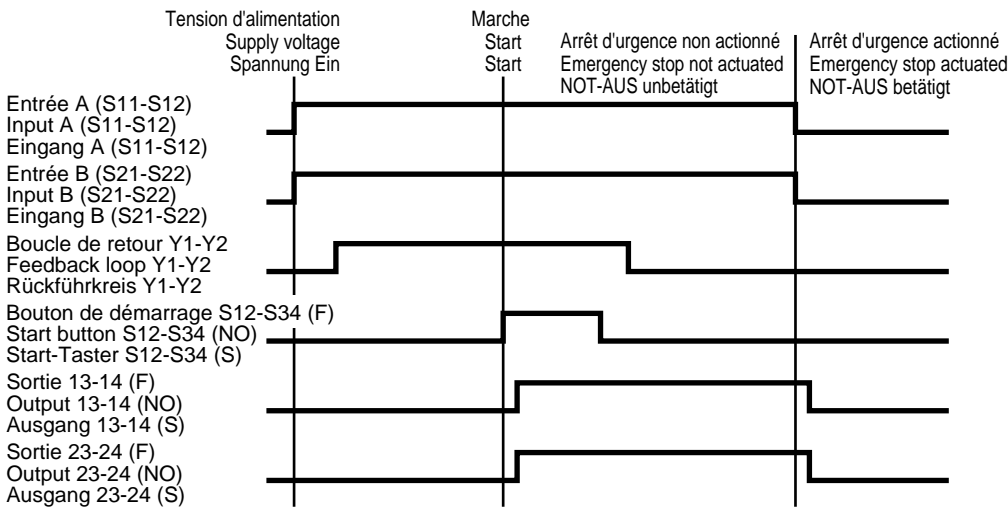 Tension d'alimentation
Supply voltage
Spannung Ein
Marche
Start
Start
Arrêt d'urgence non actionné
Emergency stop not actuated
NOT-AUS unbetätigt
Arrêt d'urgence actionné
Emergency stop actuated
NOT-AUS betätigt
Entrée A (S11-S12)
Input A (S11-S12)
Eingang A (S11-S12)
Entrée B (S21-S22)
Input B (S21-S22)
Eingang B (S21-S22)
Boucle de retour Y1-Y2
Feedback loop Y1-Y2
Rückführkreis Y1-Y2
Bouton de démarrage S12-S34 (F)
Start button S12-S34 (NO)
Start-Taster S12-S34 (S)
Sortie 13-14 (F)
Output 13-14 (NO)
Ausgang 13-14 (S)
Sortie 23-24 (F)
Output 23-24 (NO)
Ausgang 23-24 (S)